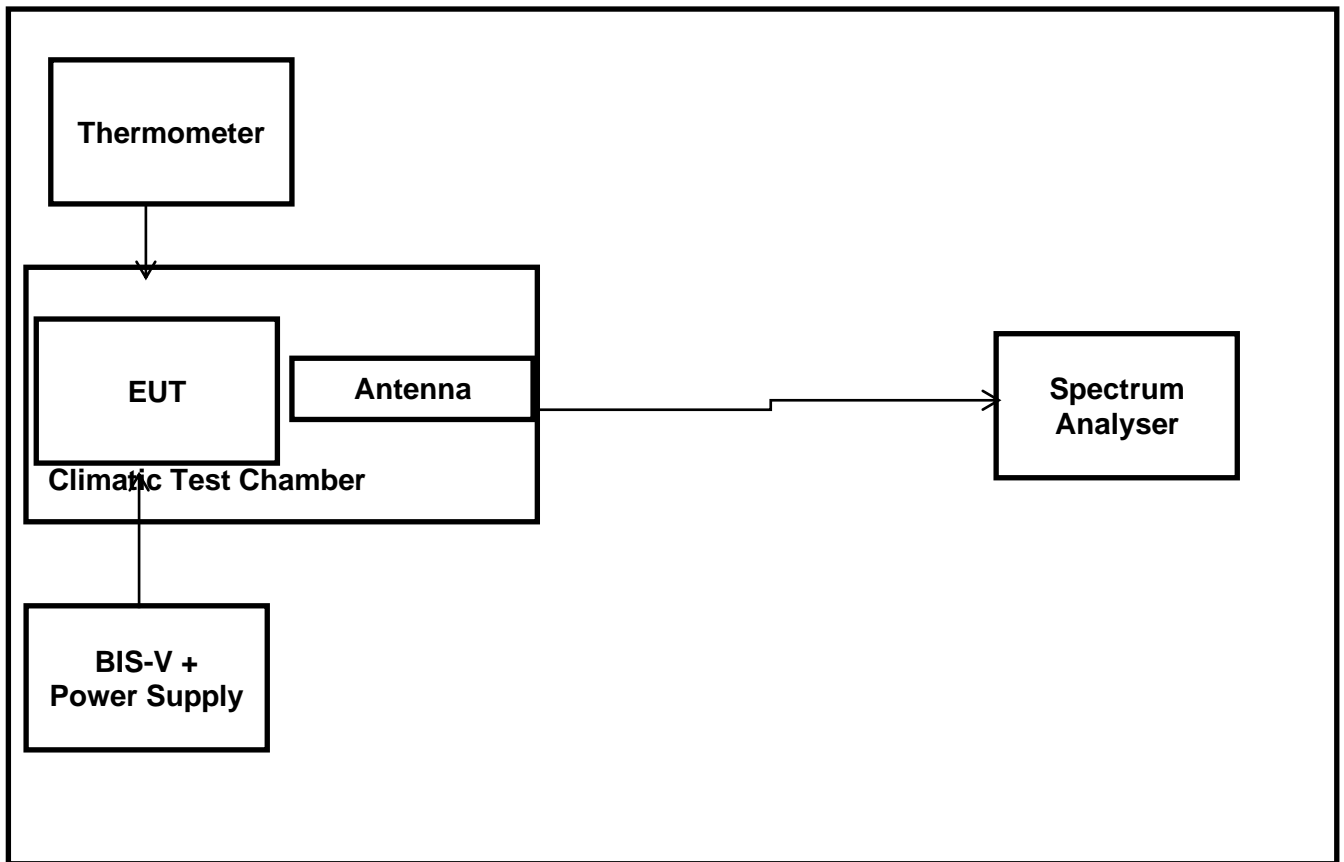 Thermometer
EUT
Antenna
Climatic Test Chamber
Spectrum
Analyser
BIS-V +
Power Supply